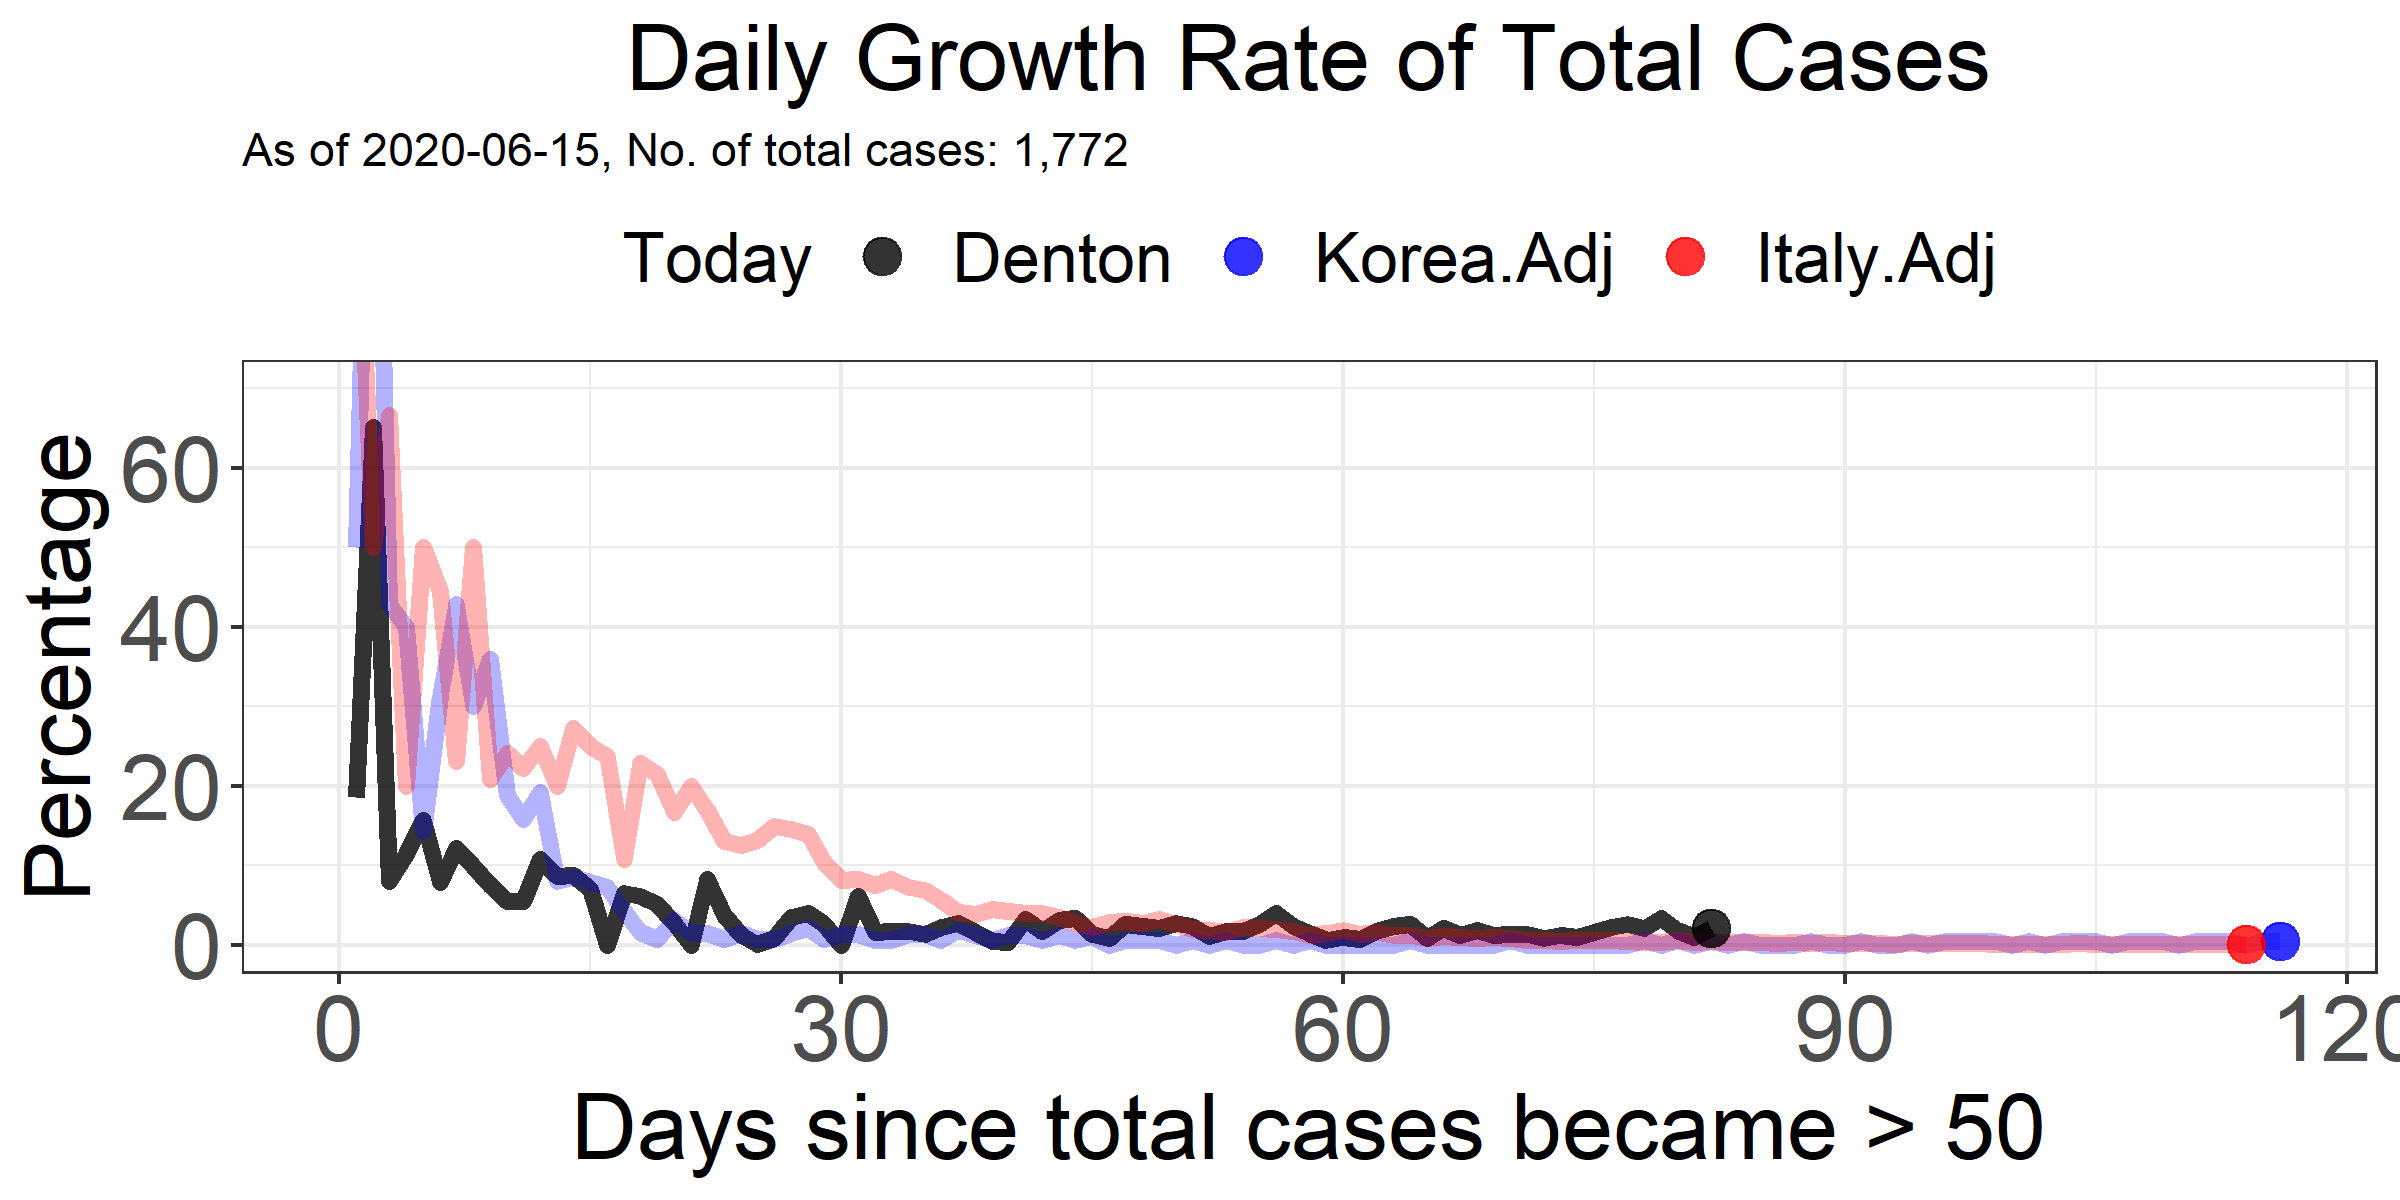 Daily Growth Rate of Total Cases
As of 2020-06-15, No. of total cases: 1,772
Today Denton Korea.Adj Italy.Adj
Percentage
60
40
20
0
0 30 60 90 120
Days since total cases became > 50